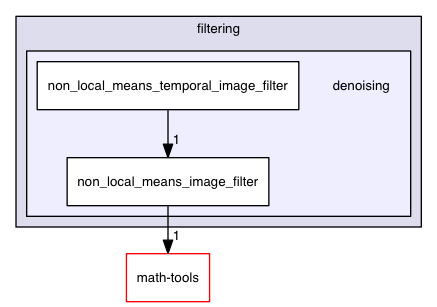 filtering
non_local_means_temporal_image_filter
denoising
1
non_local_means_image_filter
1
math-tools